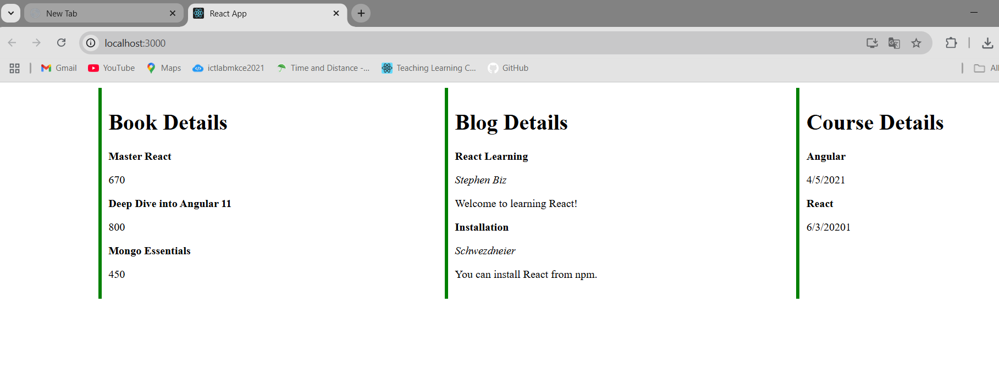 New Tab
React App
localhost:3000
Gmail
YouTube
Maps
ictlabmkce2021
Time and Distance -...
Teaching Learning C...
GitHub
All
Book Details
Master React
670
Deep Dive into Angular 11
800
Mongo Essentials
450
Blog Details
React Learning
Stephen Biz
Welcome to learning React!
Installation
Schwezdneier
You can install React from npm.
Course Details
Angular
4/5/2021
React
6/3/20201